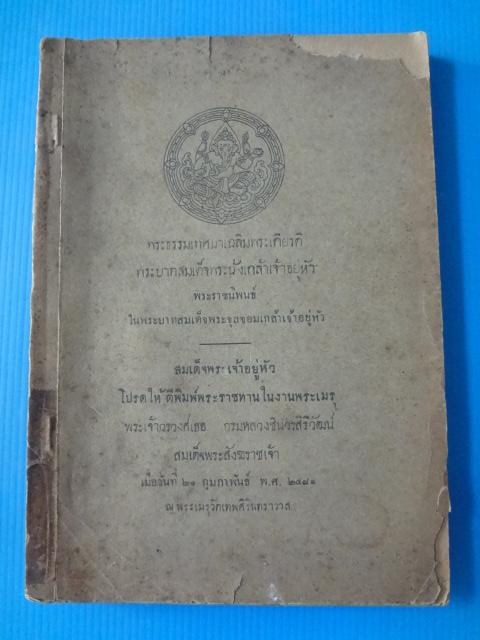 พระธรรมเทศนาเฉลิมพระเกียรติ
พระบาทสมเด็จพระนั่งเกล้าเจ้าอยู่หัว
พระราชนิพนธ์
ในพระบาทสมเด็จพระจุลจอมเกล้าเจ้าอยู่หัว
สมเด็จพระเจ้าอยู่หัว
โปรดให้ตีพิมพ์พระราชทานในงานพระเมรุ
พระเจ้าวรวงศ์เธอ กรมหลวงชินวรสิริวัฒน์
สมเด็จพระสังฆราชเจ้า
เมื่อวันที่ ๒๑ กุมภาพันธ์ พ.ศ. ๒๔๘๑
ณ พระเมรุวัดเทพศิรินทราวาส